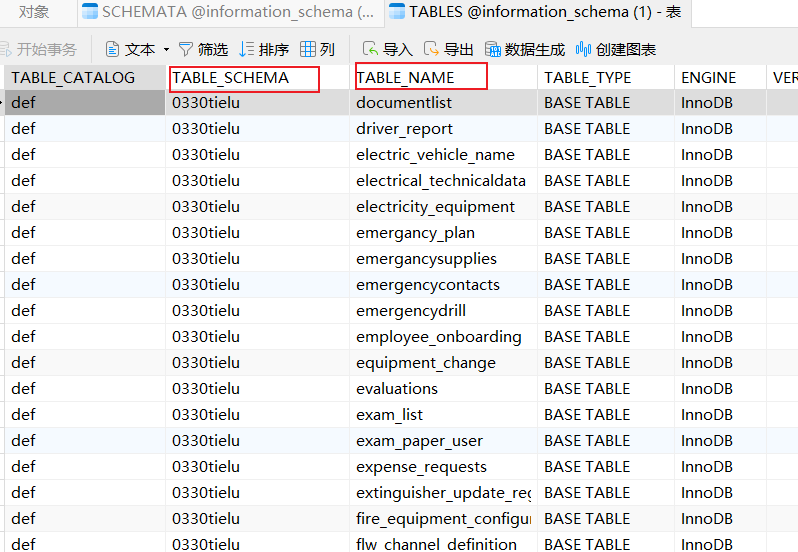 对象 SCHEMATA @information_schema (... TABLES @information_schema (1) - 表
开始事务 文本 筛选 排序 列 导入 导出 数据生成 创建图表
TABLE_CATALOG TABLE_SCHEMA TABLE_NAME TABLE_TYPE ENGINE VER
def 0330tielu documentlist BASE TABLE InnoDB
def 0330tielu driver_report BASE TABLE InnoDB
def 0330tielu electric_vehicle_name BASE TABLE InnoDB
def 0330tielu electrical_technicaldata BASE TABLE InnoDB
def 0330tielu electricity_equipment BASE TABLE InnoDB
def 0330tielu emergancy_plan BASE TABLE InnoDB
def 0330tielu emergancysupplies BASE TABLE InnoDB
def 0330tielu emergencycontacts BASE TABLE InnoDB
def 0330tielu emergencydrill BASE TABLE InnoDB
def 0330tielu employee_onboarding BASE TABLE InnoDB
def 0330tielu equipment_change BASE TABLE InnoDB
def 0330tielu evaluations BASE TABLE InnoDB
def 0330tielu exam_list BASE TABLE InnoDB
def 0330tielu exam_paper_user BASE TABLE InnoDB
def 0330tielu expense_requests BASE TABLE InnoDB
def 0330tielu extinguisher_update_reg BASE TABLE InnoDB
def 0330tielu fire_equipment_configur BASE TABLE InnoDB
def 0330tielu flw_channel_definition BASE TABLE InnoDB